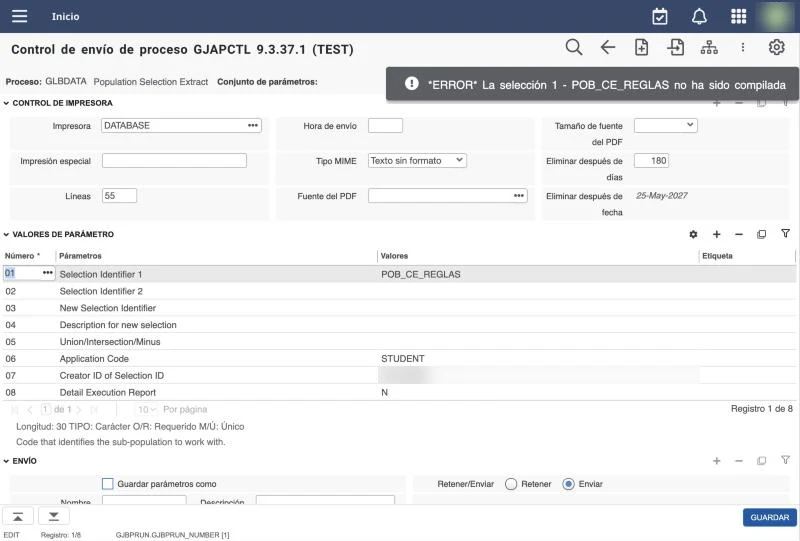 Inicio
Control de envío de proceso GJAPCTL 9.3.37.1 (TEST)
Proceso: GLBDATA Population Selection Extract Conjunto de parámetros:
*ERROR* La selección 1 - POB_CE_REGLAS no ha sido compilada
CONTROL DE IMPRESORA
Impresora DATABASE Hora de envío Tamaño de fuente del PDF
Impresión especial Tipo MIME Texto sin formato Eliminar después de días 180
Líneas 55 Fuente del PDF Eliminar después de fecha 25-May-2027
VALORES DE PARÁMETRO
Número * Párametros Valores Etiqueta
01 Selection Identifier 1 POB_CE_REGLAS
02 Selection Identifier 2
03 New Selection Identifier
04 Description for new selection
05 Union/Intersection/Minus
06 Application Code STUDENT
07 Creator ID of Selection ID
08 Detail Execution Report N
1 de 1 10 Por página Registro 1 de 8
Longitud: 30 TIPO: Carácter O/R: Requerido M/Ú: Único
Code that identifies the sub-population to work with.
ENVÍO
Guardar parámetros como Retener/Enviar Retener Enviar
Nombre Descripción
GUARDAR
EDIT Registro: 1/8 GJBPRUN.GJBPRUN_NUMBER [1]